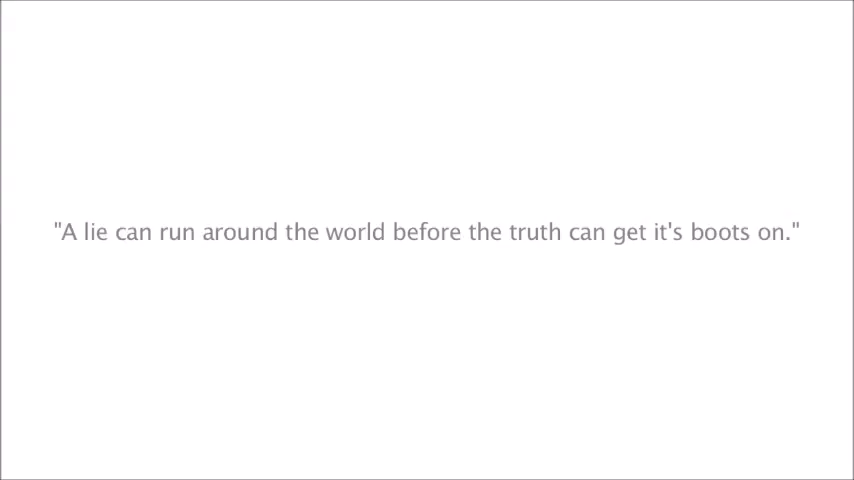 "A lie can run around the world before the truth can get it's boots on."